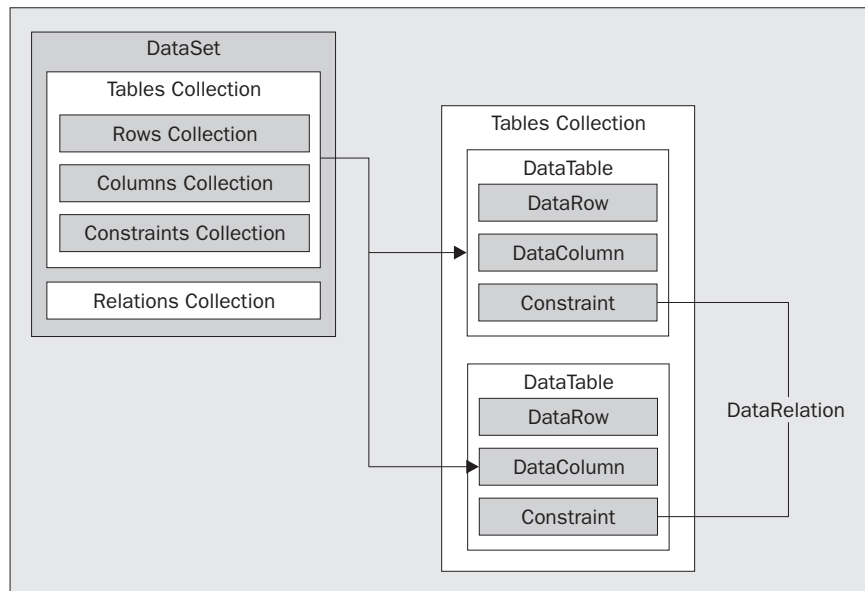 DataSet
Tables Collection
Rows Collection
Columns Collection
Constraints Collection
Relations Collection
Tables Collection
DataTable
DataRow
DataColumn
Constraint
DataTable
DataRow
DataColumn
Constraint
DataRelation